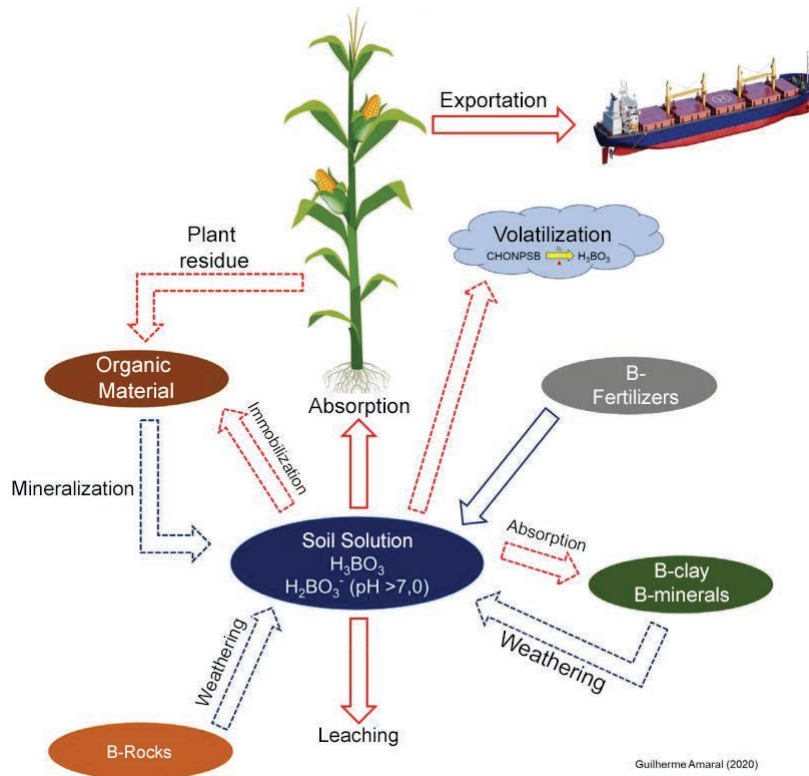 Exportation
Volatilization
CHONPSB H₃BO₃
Plant
residue
Organic
Material
B-
Fertilizers
Absorption
Immobilization
Mineralization
Absorption
Soil Solution
H₃BO₃
H₂BO₃⁻ (pH >7,0)
B-clay
B-minerals
Weathering
Weathering
Leaching
B-Rocks
Guilherme Amaral (2020)